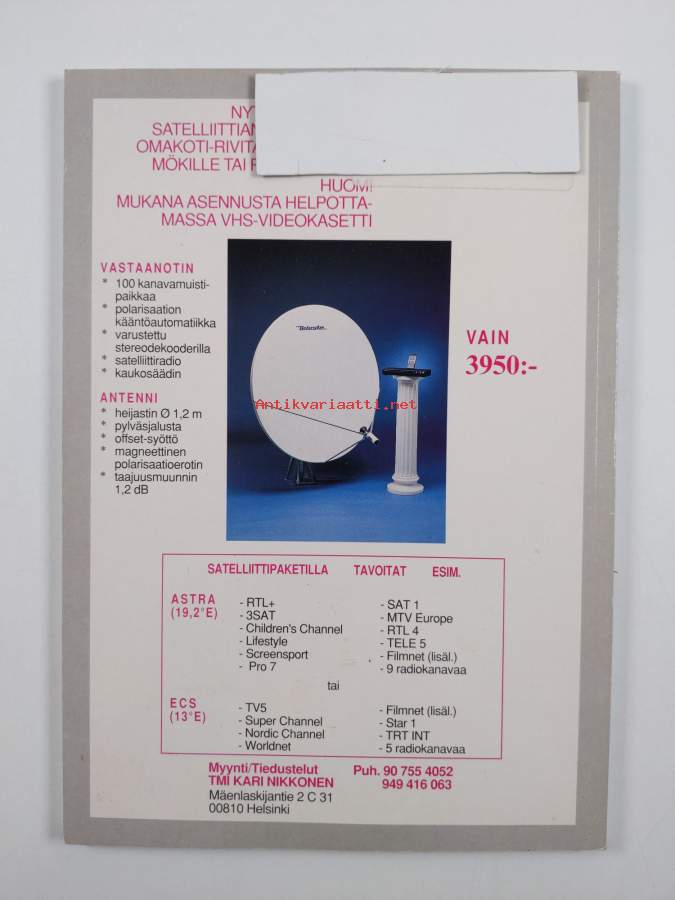 NY
SATELLIITTIAN
OMAKOTI-RIVITA
MÖKILLE TAI
HUOM!
MUKANA ASENNUSTA HELPOTTA-
MASSA VHS-VIDEOKASETTI
VASTAANOTIN
* 100 kanavamuisti-
paikkaa
* polarisaation
kääntöautomatiikka
* varustettu
stereodekooderilla
* satelliittiradio
* kaukosäädin
ANTENNI
* heijastin Ø 1,2 m
* pylväsjalusta
* offset-syöttö
* magneettinen
polarisaatioerotin
* taajuusmuunnin
1,2 dB
VAIN
3950:-
Antikvariaatti.net
SATELLIITTIPAKETILLA TAVOITAT ESIM.
ASTRA
(19,2°E)
- RTL+
- 3SAT
- Children's Channel
- Lifestyle
- Screensport
- Pro 7
- SAT 1
- MTV Europe
- RTL 4
- TELE 5
- Filmnet (lisäl.)
- 9 radiokanavaa
tai
ECS
(13°E)
- TV5
- Super Channel
- Nordic Channel
- Worldnet
- Filmnet (lisäl.)
- Star 1
- TRT INT
- 5 radiokanavaa
Myynti/Tiedustelut Puh. 90 755 4052
TMI KARI NIKKONEN 949 416 063
Mäenlaskijantie 2 C 31
00810 Helsinki